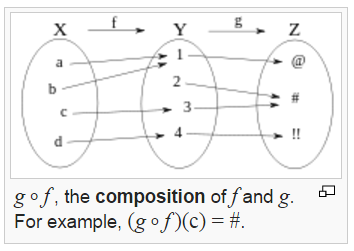 X f Y g Z
a 1 @
b 2 #
c 3
d 4 !!
g ∘ f, the composition of f and g.
For example, (g ∘ f)(c) = #.